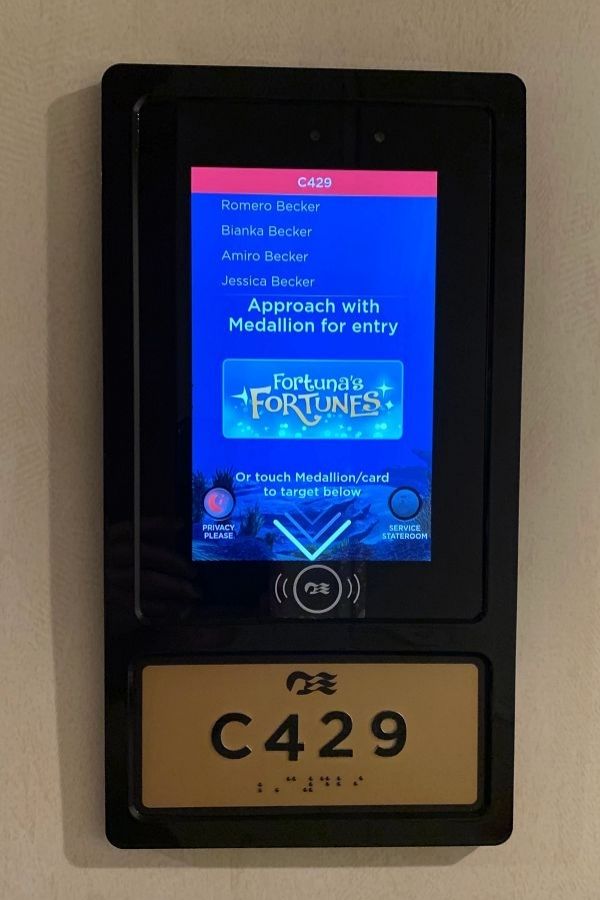 C429
Romero Becker
Bianka Becker
Amiro Becker
Jessica Becker
Approach with
Medallion for entry
Fortuna's
FORTUNES
Or touch Medallion/card
to target below
PRIVACY
PLEASE
SERVICE
STATEROOM
C429